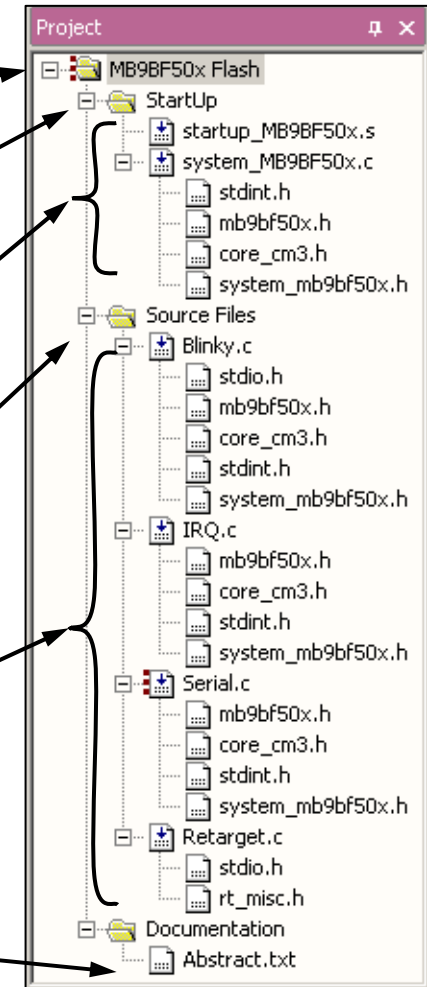 Project
MB9BF50x Flash
StartUp
startup_MB9BF50x.s
system_MB9BF50x.c
stdint.h
mb9bf50x.h
core_cm3.h
system_mb9bf50x.h
Source Files
Blinky.c
stdio.h
mb9bf50x.h
core_cm3.h
stdint.h
system_mb9bf50x.h
IRQ.c
mb9bf50x.h
core_cm3.h
stdint.h
system_mb9bf50x.h
Serial.c
mb9bf50x.h
core_cm3.h
stdint.h
system_mb9bf50x.h
Retarget.c
stdio.h
rt_misc.h
Documentation
Abstract.txt